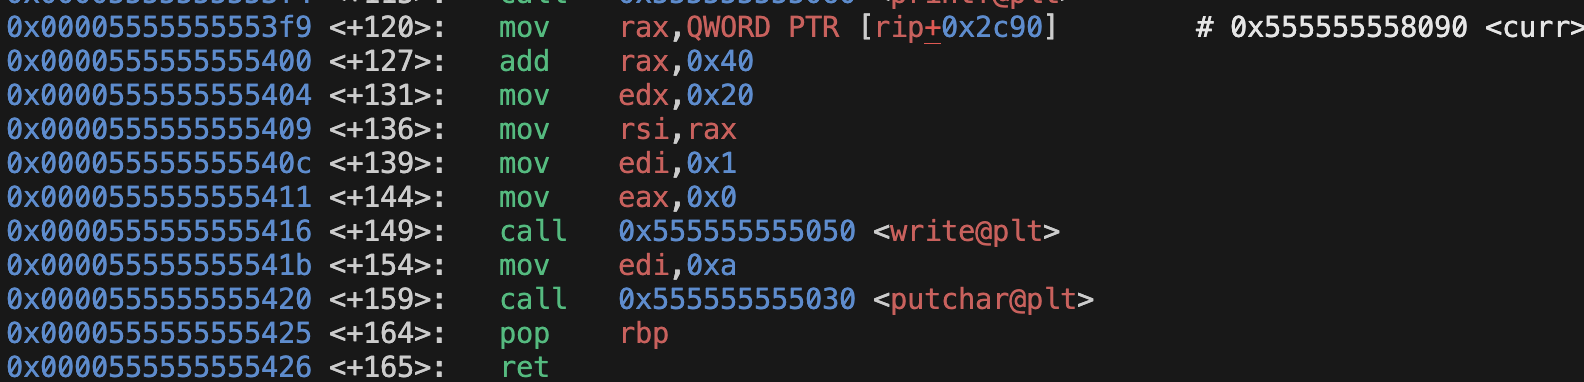 0x00005555555553f9 <+120>: mov rax,QWORD PTR [rip+0x2c90] # 0x555555558090 <curr>
0x0000555555555400 <+127>: add rax,0x40
0x0000555555555404 <+131>: mov edx,0x20
0x0000555555555409 <+136>: mov rsi,rax
0x000055555555540c <+139>: mov edi,0x1
0x0000555555555411 <+144>: mov eax,0x0
0x0000555555555416 <+149>: call 0x555555555050 <write@plt>
0x000055555555541b <+154>: mov edi,0xa
0x0000555555555420 <+159>: call 0x555555555030 <putchar@plt>
0x0000555555555425 <+164>: pop rbp
0x0000555555555426 <+165>: ret